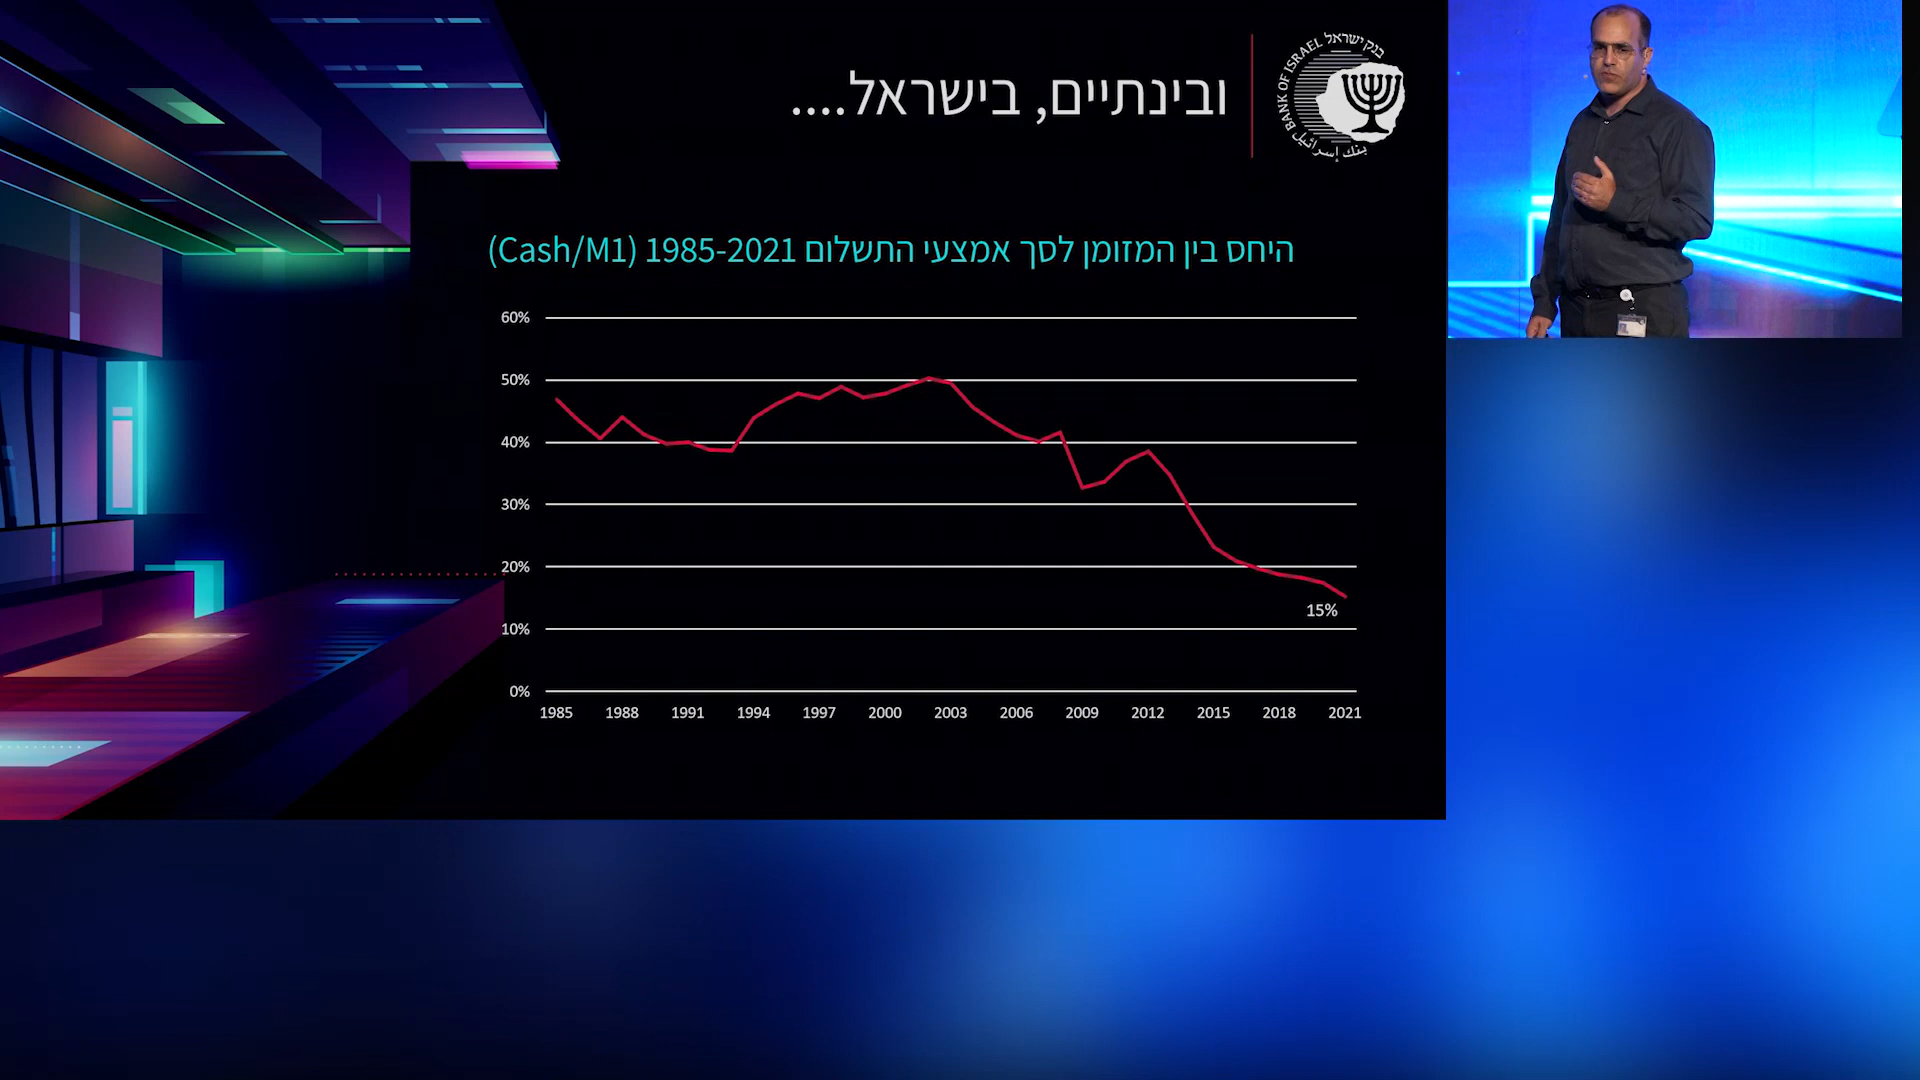 ובינתיים, בישראל....
בנק ישראל
BANK OF ISRAEL
بنك إسرائيل
היחס בין המזומן לסך אמצעי התשלום 1985-2021 (Cash/M1)
60%
50%
40%
30%
20%
10%
0%
15%
1985 1988 1991 1994 1997 2000 2003 2006 2009 2012 2015 2018 2021